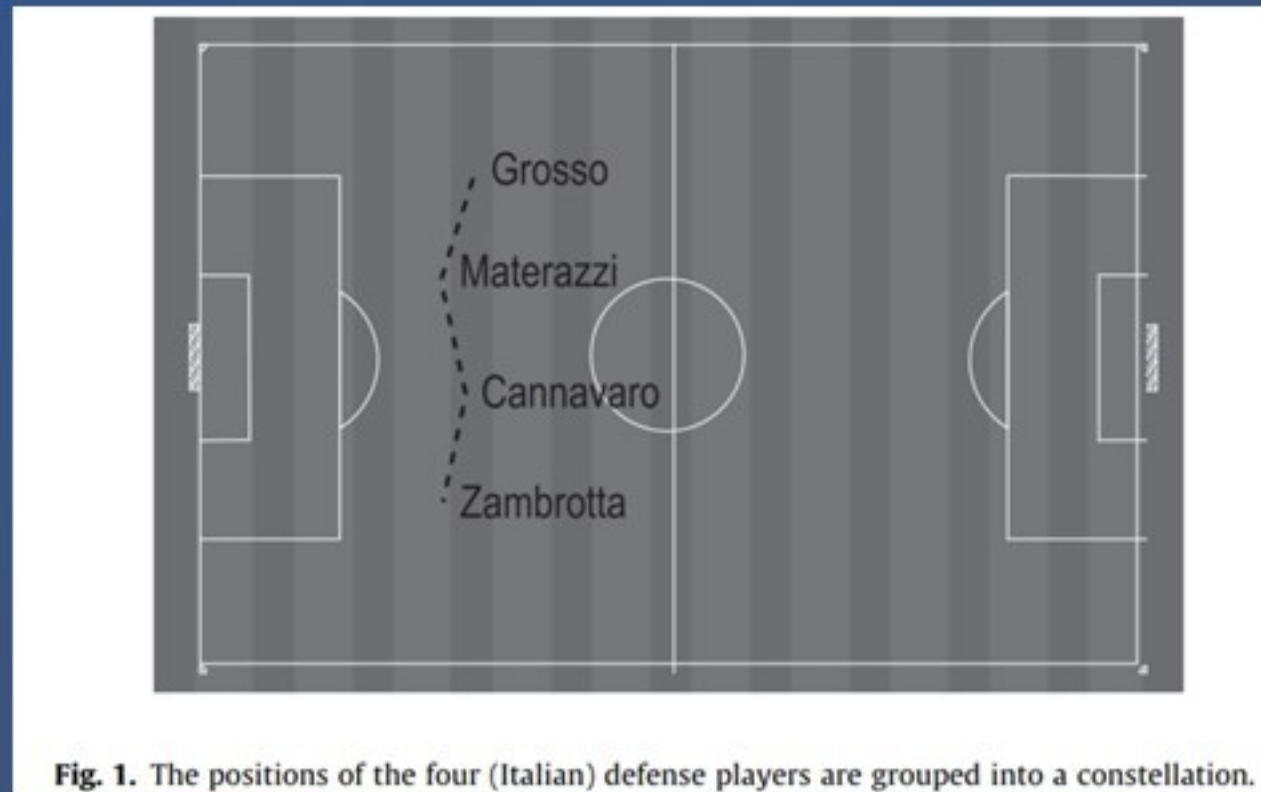 Grosso
Materazzi
Cannavaro
Zambrotta
Fig. 1. The positions of the four (Italian) defense players are grouped into a constellation.